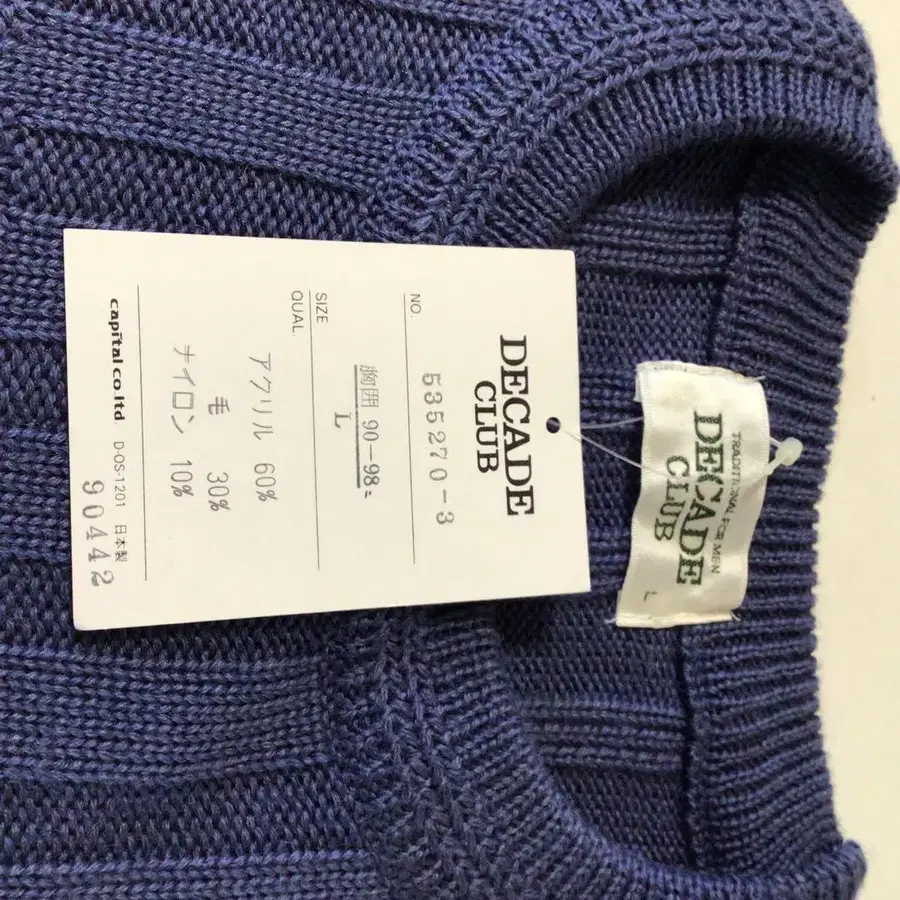 DECADE
CLUB
NO.
535270-3
SIZE
胸囲 90-98
L
QUAL.
アクリル 60%
毛 30%
ナイロン 10%
capital co.ltd. D-OS-1201 日本製
90442
TRADITIONAL FOR MEN
DECADE
CLUB
L